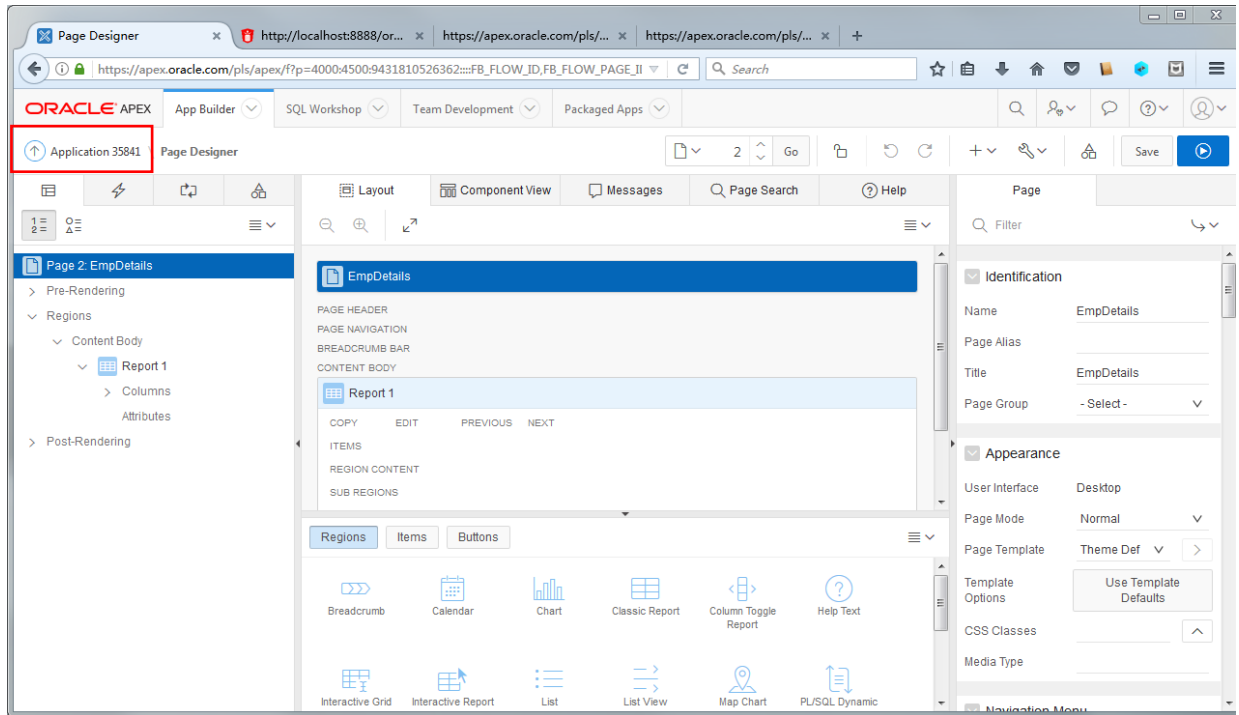 Page Designer × http://localhost:8888/or... × https://apex.oracle.com/pls/... × https://apex.oracle.com/pls/... × +
https://apex.oracle.com/pls/apex/f?p=4000:4500:9431810526362::::FB_FLOW_ID,FB_FLOW_PAGE_II Search
ORACLE APEX App Builder SQL Workshop Team Development Packaged Apps
Application 35841 Page Designer 2 Go Save
Layout Component View Messages Page Search Help Page
Filter
Page 2: EmpDetails
Pre-Rendering
Regions
Content Body
Report 1
Columns
Attributes
Post-Rendering
EmpDetails
PAGE HEADER
PAGE NAVIGATION
BREADCRUMB BAR
CONTENT BODY
Report 1
COPY EDIT PREVIOUS NEXT
ITEMS
REGION CONTENT
SUB REGIONS
Regions Items Buttons
Breadcrumb Calendar Chart Classic Report Column Toggle Report Help Text
Interactive Grid Interactive Report List List View Map Chart PL/SQL Dynamic
Identification
Name EmpDetails
Page Alias
Title EmpDetails
Page Group - Select -
Appearance
User Interface Desktop
Page Mode Normal
Page Template Theme Def
Template Options Use Template Defaults
CSS Classes
Media Type
Navigation Menu